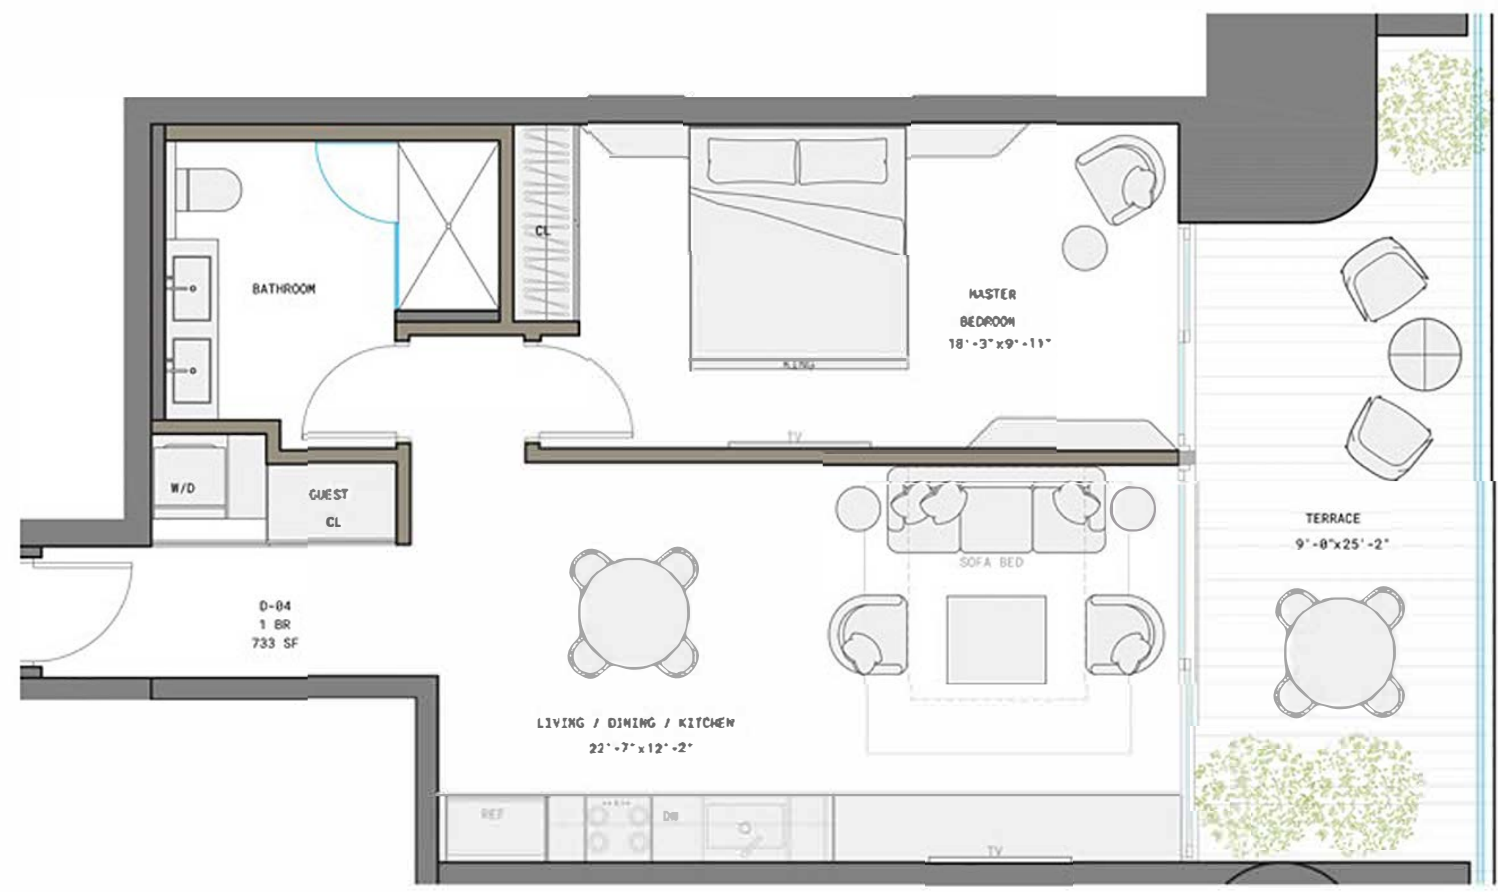 CL
BATHROOM
MASTER
BEDROOM
18'-3"x9'-11"
KING
TV
W/D
GUEST
CL
TERRACE
9'-0"x25'-2"
SOFA BED
D-04
1 BR
733 SF
LIVING / DINING / KITCHEN
22'-7"x12'-2"
REF
DW
TV